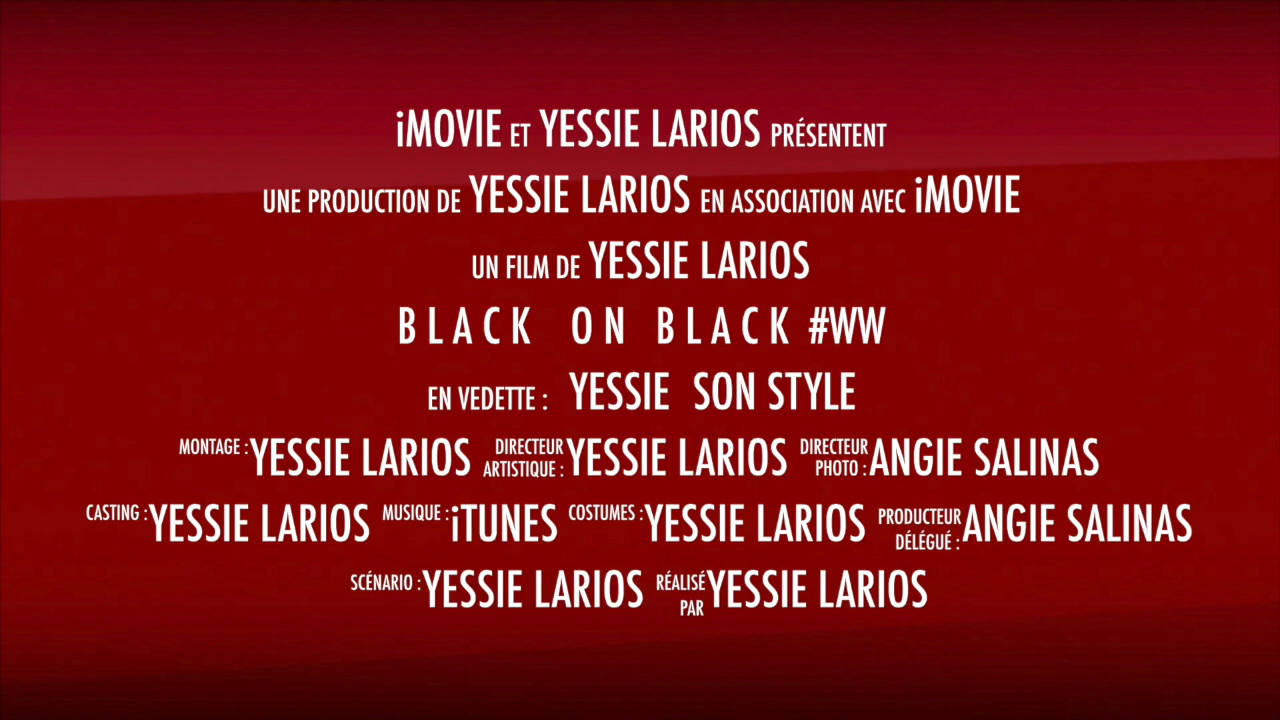 iMOVIE ET YESSIE LARIOS PRÉSENTENT
UNE PRODUCTION DE YESSIE LARIOS EN ASSOCIATION AVEC iMOVIE
UN FILM DE YESSIE LARIOS
BLACK ON BLACK #WW
EN VEDETTE : YESSIE SON STYLE
MONTAGE : YESSIE LARIOS DIRECTEUR ARTISTIQUE : YESSIE LARIOS DIRECTEUR PHOTO : ANGIE SALINAS
CASTING : YESSIE LARIOS MUSIQUE : iTUNES COSTUMES : YESSIE LARIOS PRODUCTEUR DÉLÉGUÉ : ANGIE SALINAS
SCÉNARIO : YESSIE LARIOS RÉALISÉ PAR YESSIE LARIOS